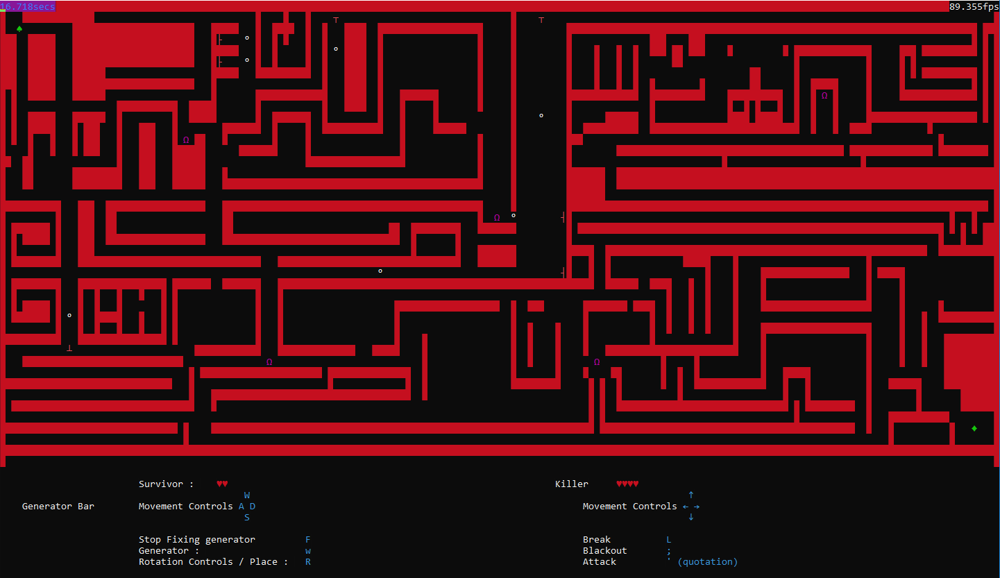 16.718secs 89.355fps
Survivor : ♥♥ Killer ♥♥♥♥
W ↑
Generator Bar Movement Controls A D Movement Controls ← →
S ↓
Stop Fixing generator F Break L
Generator : w Blackout ;
Rotation Controls / Place : R Attack ' (quotation)